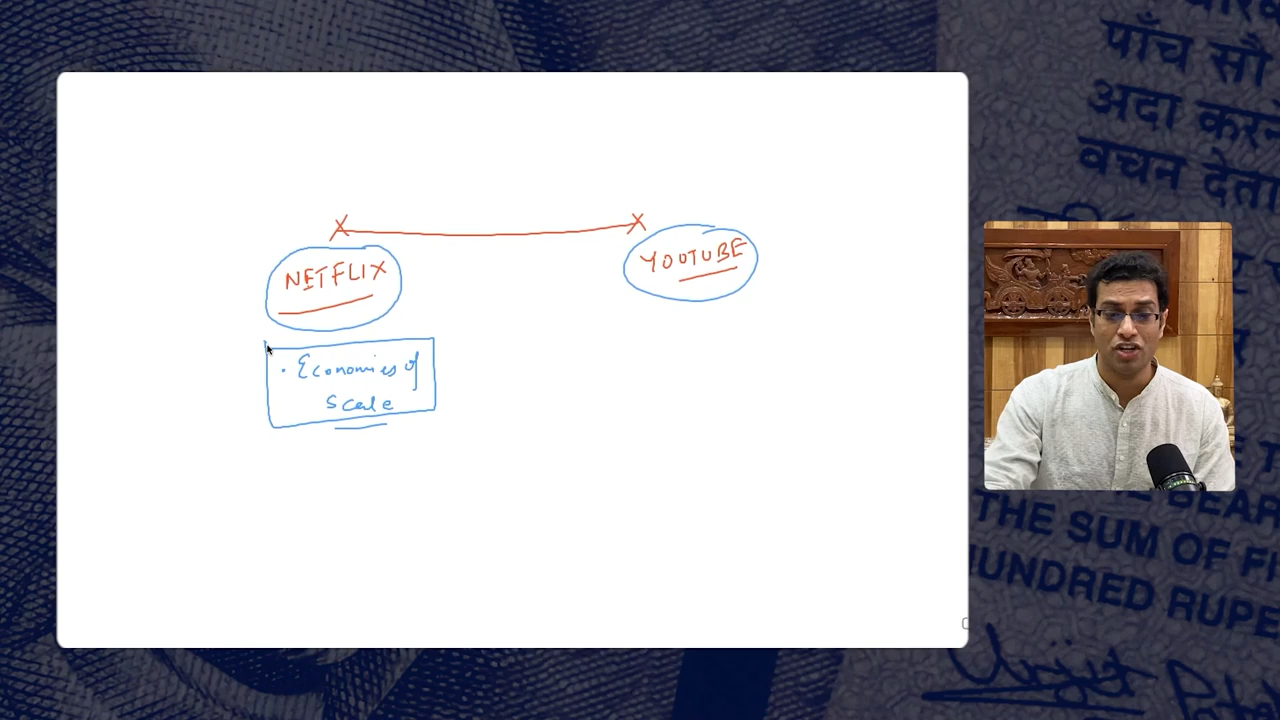 NETFLIX
YOUTUBE
· Economies of
Scale
पाँच सौ
अदा करने
वचन देता
THE SUM OF FI
HUNDRED RUPE